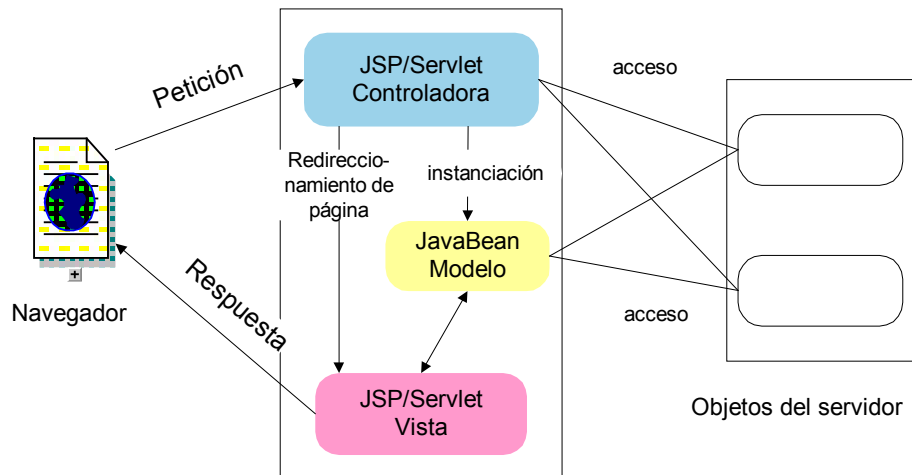 JSP/Servlet
Controladora
acceso
Petición
Redireccio-
namiento de
página
instanciación
JavaBean
Modelo
Navegador
Respuesta
acceso
JSP/Servlet
Vista
Objetos del servidor